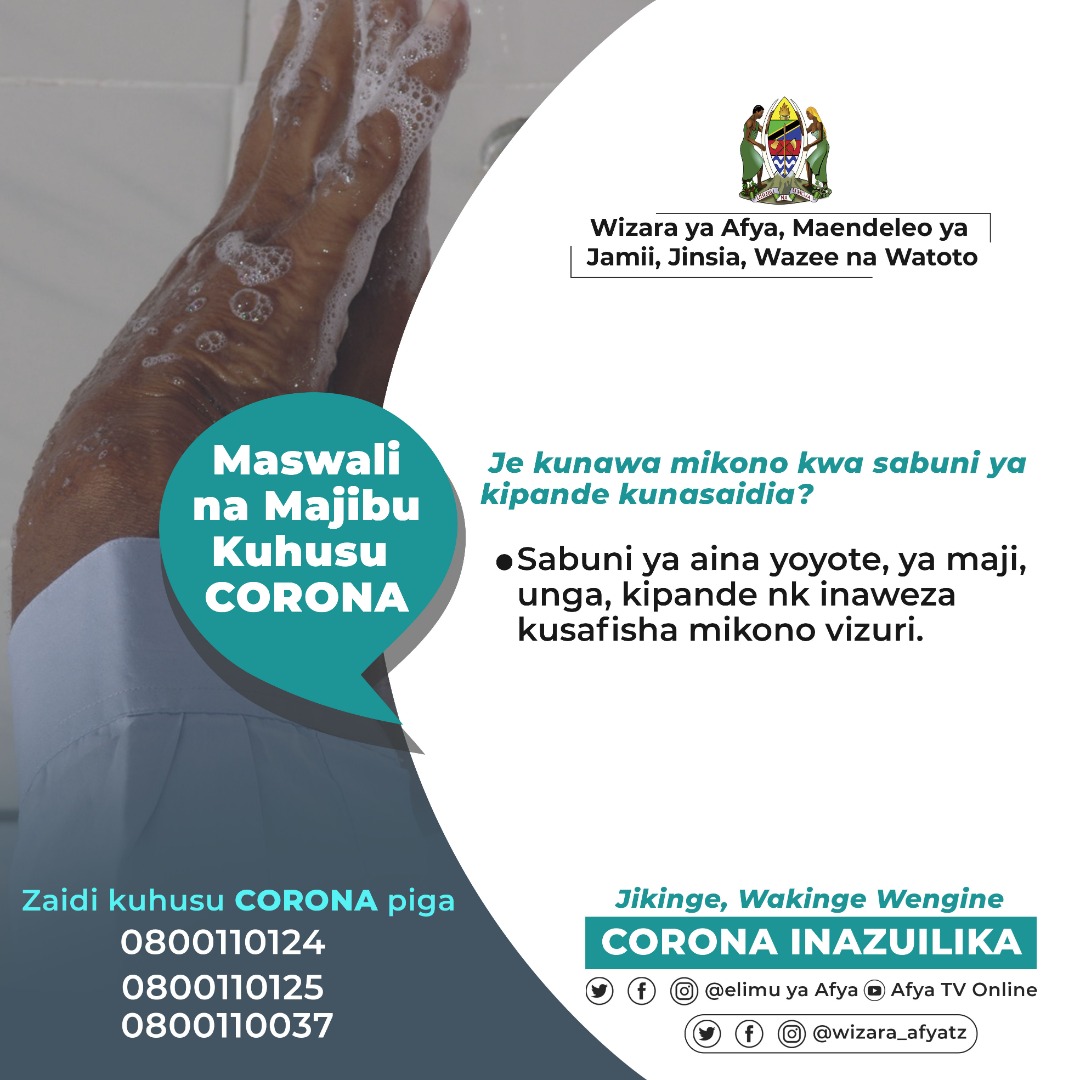 Wizara ya Afya, Maendeleo ya
Jamii, Jinsia, Wazee na Watoto
Maswali
na Majibu
Kuhusu
CORONA
Je kunawa mikono kwa sabuni ya
kipande kunasaidia?
Sabuni ya aina yoyote, ya maji,
unga, kipande nk inaweza
kusafisha mikono vizuri.
Zaidi kuhusu CORONA piga
0800110124
0800110125
0800110037
Jikinge, Wakinge Wengine
CORONA INAZUILIKA
@elimu ya Afya Afya TV Online
@wizara_afyatz